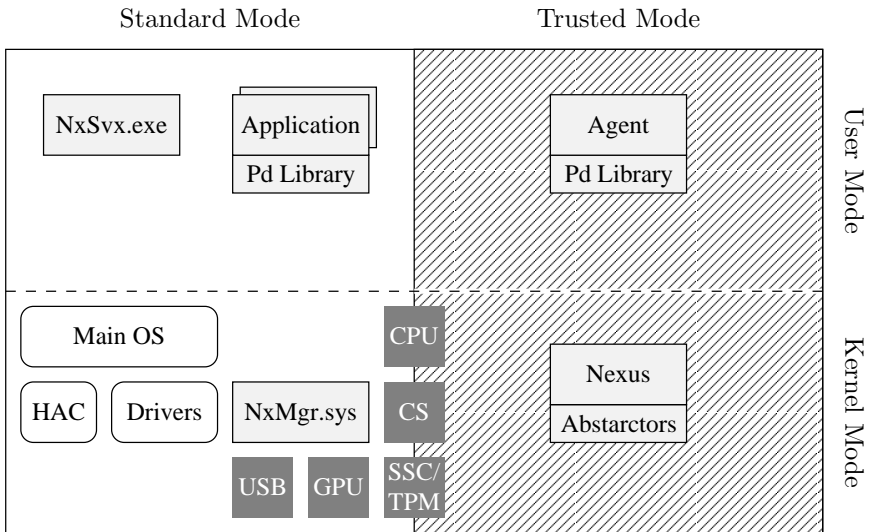 Standard Mode
Trusted Mode
NxSvx.exe
Application
Pd Library
Agent
Pd Library
User Mode
Main OS
CPU
HAC
Drivers
NxMgr.sys
CS
Nexus
Abstarctors
USB
GPU
SSC/
TPM
Kernel Mode